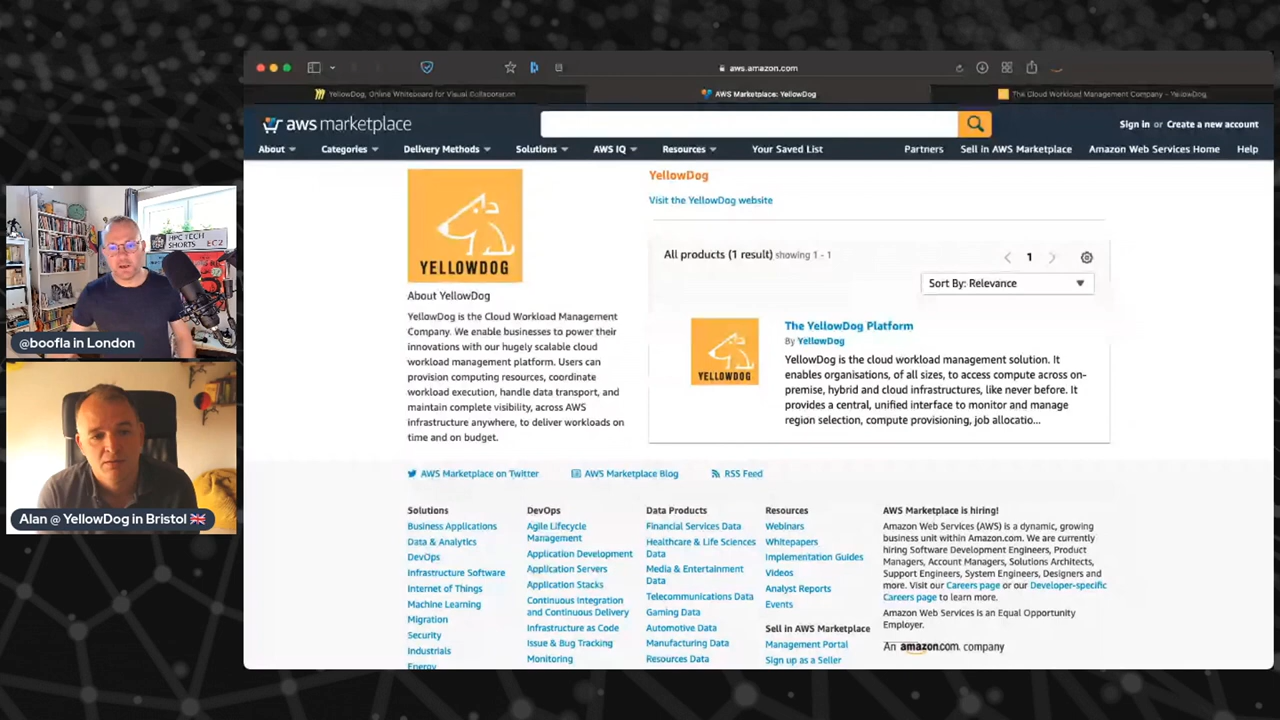 aws.amazon.com
YellowDog, Online Whiteboard for Visual Collaboration
AWS Marketplace: YellowDog
The Cloud Workload Management Company - YellowDog
aws marketplace
Sign in or Create a new account
About
Categories
Delivery Methods
Solutions
AWS IQ
Resources
Your Saved List
Partners
Sell in AWS Marketplace
Amazon Web Services Home
Help
YELLOWDOG
About YellowDog
YellowDog is the Cloud Workload Management
Company. We enable businesses to power their
innovations with our hugely scalable cloud
workload management platform. Users can
provision computing resources, coordinate
workload execution, handle data transport, and
maintain complete visibility, across AWS
infrastructure anywhere, to deliver workloads on
time and on budget.
YellowDog
Visit the YellowDog website
All products (1 result) showing 1 - 1
1
Sort By: Relevance
YELLOWDOG
The YellowDog Platform
By YellowDog
YellowDog is the cloud workload management solution. It
enables organisations, of all sizes, to access compute across on-
premise, hybrid and cloud infrastructures, like never before. It
provides a central, unified interface to monitor and manage
region selection, compute provisioning, job allocatio...
HPC TECH
SHORTS
EC2
@boofla in London
Alan @ YellowDog in Bristol
AWS Marketplace on Twitter
AWS Marketplace Blog
RSS Feed
Solutions
Business Applications
Data & Analytics
DevOps
Infrastructure Software
Internet of Things
Machine Learning
Migration
Security
Industrials
Energy
DevOps
Agile Lifecycle
Management
Application Development
Application Servers
Application Stacks
Continuous Integration
and Continuous Delivery
Infrastructure as Code
Issue & Bug Tracking
Monitoring
Data Products
Financial Services Data
Healthcare & Life Sciences
Data
Media & Entertainment
Data
Telecommunications Data
Gaming Data
Automotive Data
Manufacturing Data
Resources Data
Resources
Webinars
Whitepapers
Implementation Guides
Videos
Analyst Reports
Events
Sell in AWS Marketplace
Management Portal
Sign up as a Seller
AWS Marketplace is hiring!
Amazon Web Services (AWS) is a dynamic, growing
business unit within Amazon.com. We are currently
hiring Software Development Engineers, Product
Managers, Account Managers, Solutions Architects,
Support Engineers, System Engineers, Designers and
more. Visit our Careers page or our Developer-specific
Careers page to learn more.
Amazon Web Services is an Equal Opportunity
Employer.
An amazon.com company